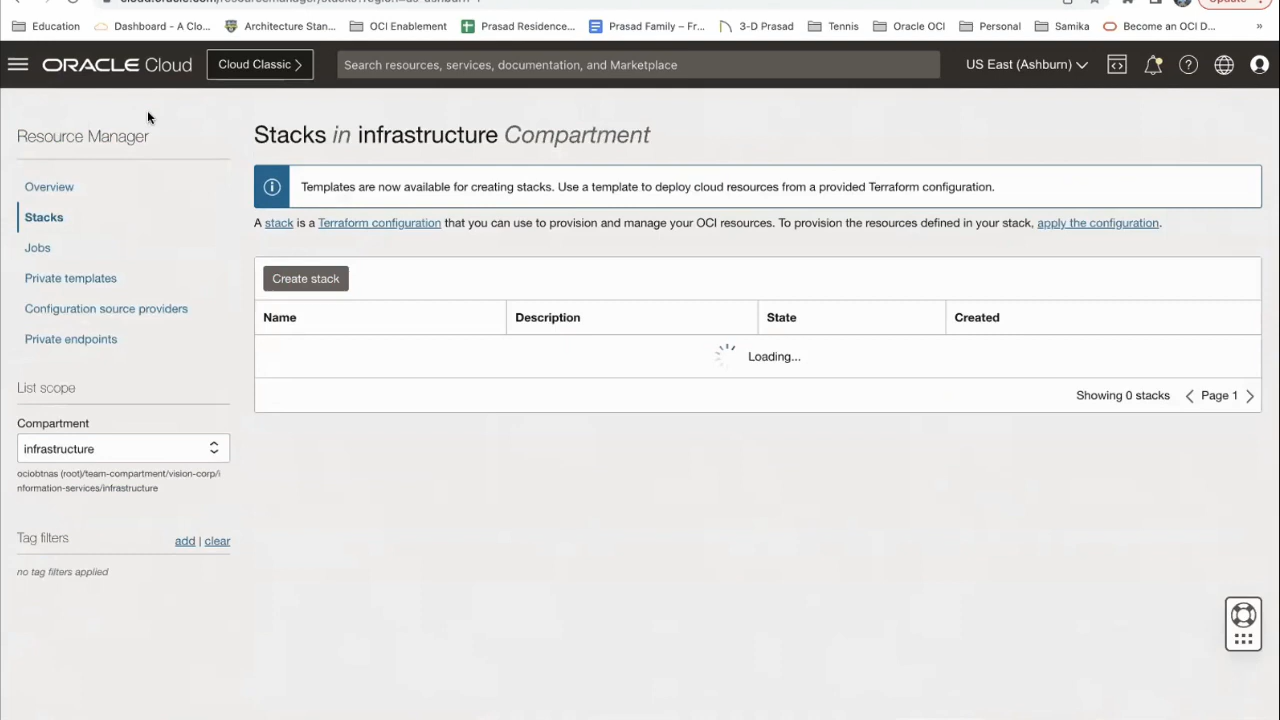 Education
Dashboard - A Clo...
Architecture Stan...
OCI Enablement
Prasad Residence...
Prasad Family – Fr...
3-D Prasad
Tennis
Oracle OCI
Personal
Samika
Become an OCI D...
»
ORACLE Cloud
Cloud Classic
Search resources, services, documentation, and Marketplace
US East (Ashburn)
Resource Manager
Overview
Stacks
Jobs
Private templates
Configuration source providers
Private endpoints
List scope
Compartment
infrastructure
ociobtnas (root)/team-compartment/vision-corp/i
nformation-services/infrastructure
Tag filters
add | clear
no tag filters applied
Stacks in infrastructure Compartment
Templates are now available for creating stacks. Use a template to deploy cloud resources from a provided Terraform configuration.
A stack is a Terraform configuration that you can use to provision and manage your OCI resources. To provision the resources defined in your stack, apply the configuration.
Create stack
Name
Description
State
Created
Loading...
Showing 0 stacks
Page 1